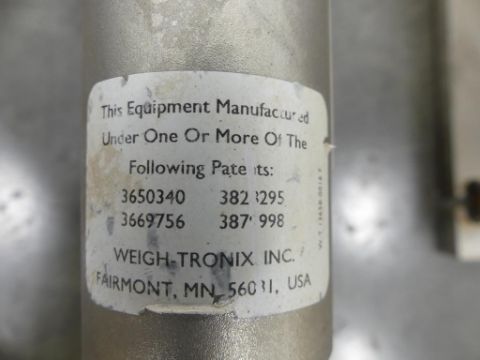 This Equipment Manufactured
Under One Or More Of The
Following Patents:
3650340
3669756
WEIGH-TRONIX INC.
FAIRMONT, MN 56031, USA